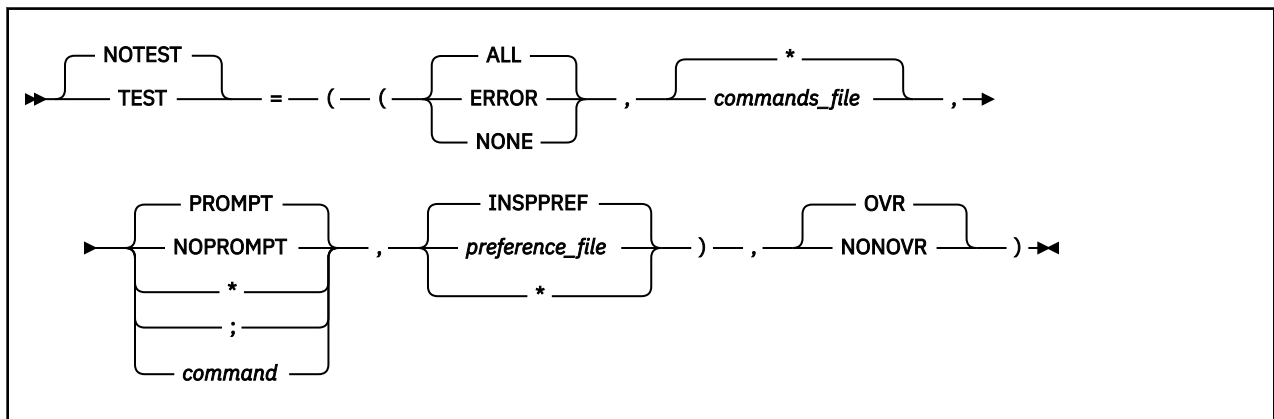 NOTEST ALL *
TEST = ( ( ERROR , commands_file ,
NONE
PROMPT INSPPREF OVR
NOPROMPT , preference_file ) , NONOVR )
* *
;
command